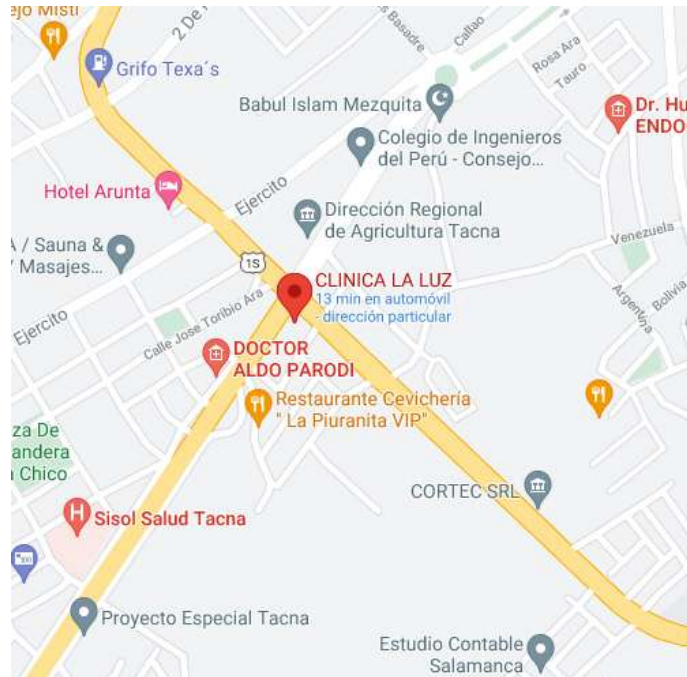 ejo Misti
2 De
Grifo Texa´s
Basadre
Callao
Rosa Ara
Tauro
Babul Islam Mezquita
Dr. Hu
ENDO
Colegio de Ingenieros
del Perú - Consejo...
Hotel Arunta
Ejercito
Dirección Regional
de Agricultura Tacna
Venezuela
A / Sauna &
/ Masajes...
1S
CLINICA LA LUZ
13 min en automóvil
- dirección particular
Argentina
Bolivia
Ejercito
Calle Jose Toribio Ara
DOCTOR
ALDO PARODI
Restaurante Cevichería
" La Piuranita VIP"
za De
andera
Chico
CORTEC SRL
H
Sisol Salud Tacna
Proyecto Especial Tacna
Estudio Contable
Salamanca